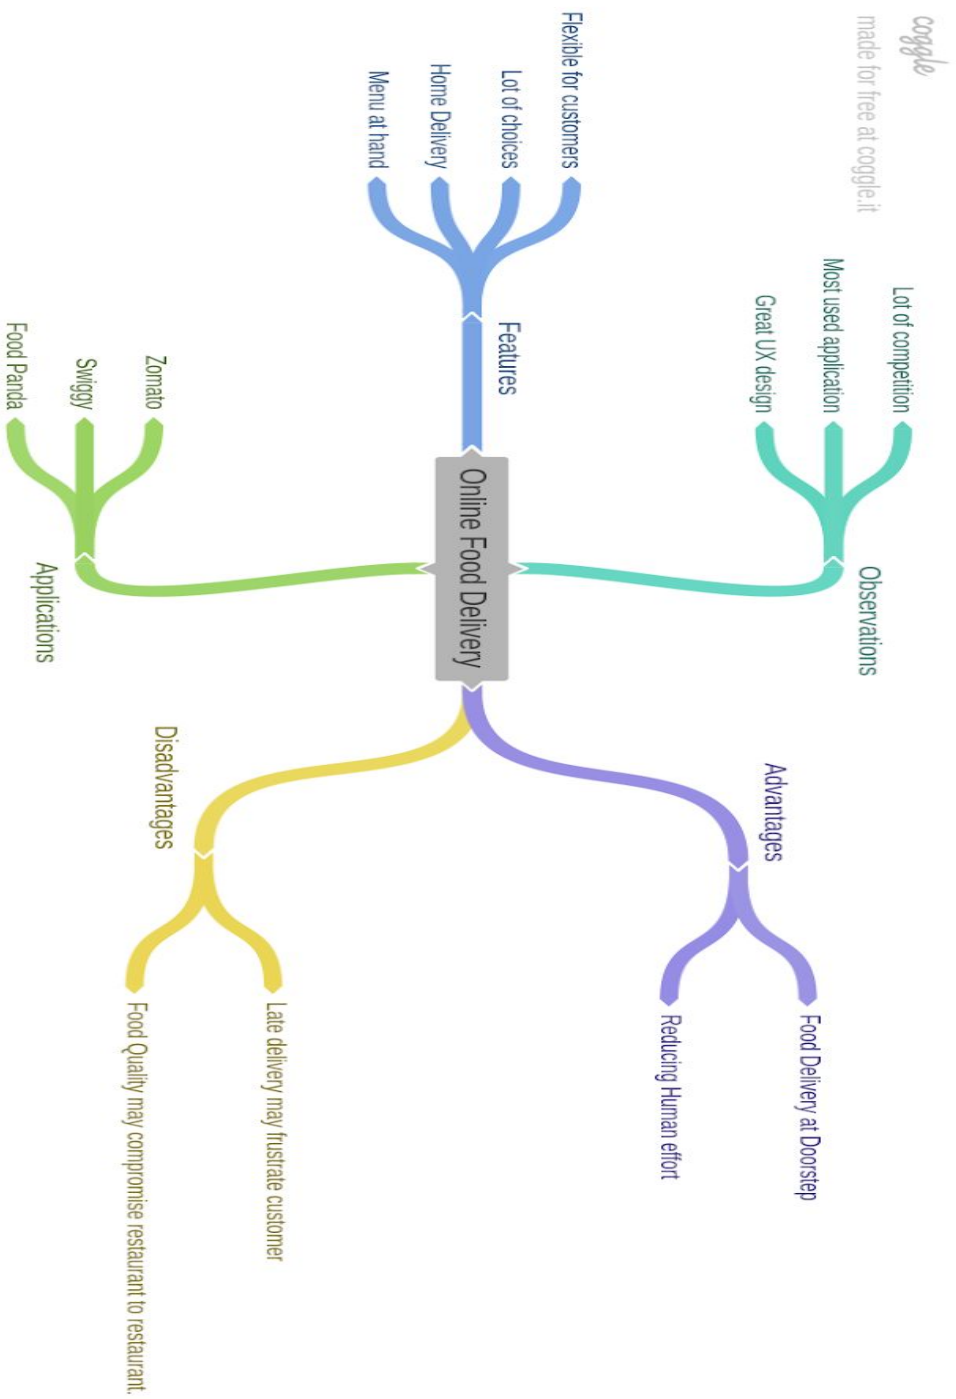 coggle
made for free at coggle.it
Observations
Lot of competition
Most used application
Great UX design
Features
Flexible for customers
Lot of choices
Home Delivery
Menu at hand
Applications
Zomato
Swiggy
Food Panda
Online Food Delivery
Advantages
Food Delivery at Doorstep
Reducing Human effort
Disadvantages
Late delivery may frustrate customer
Food Quality may compromise restaurant to restaurant.